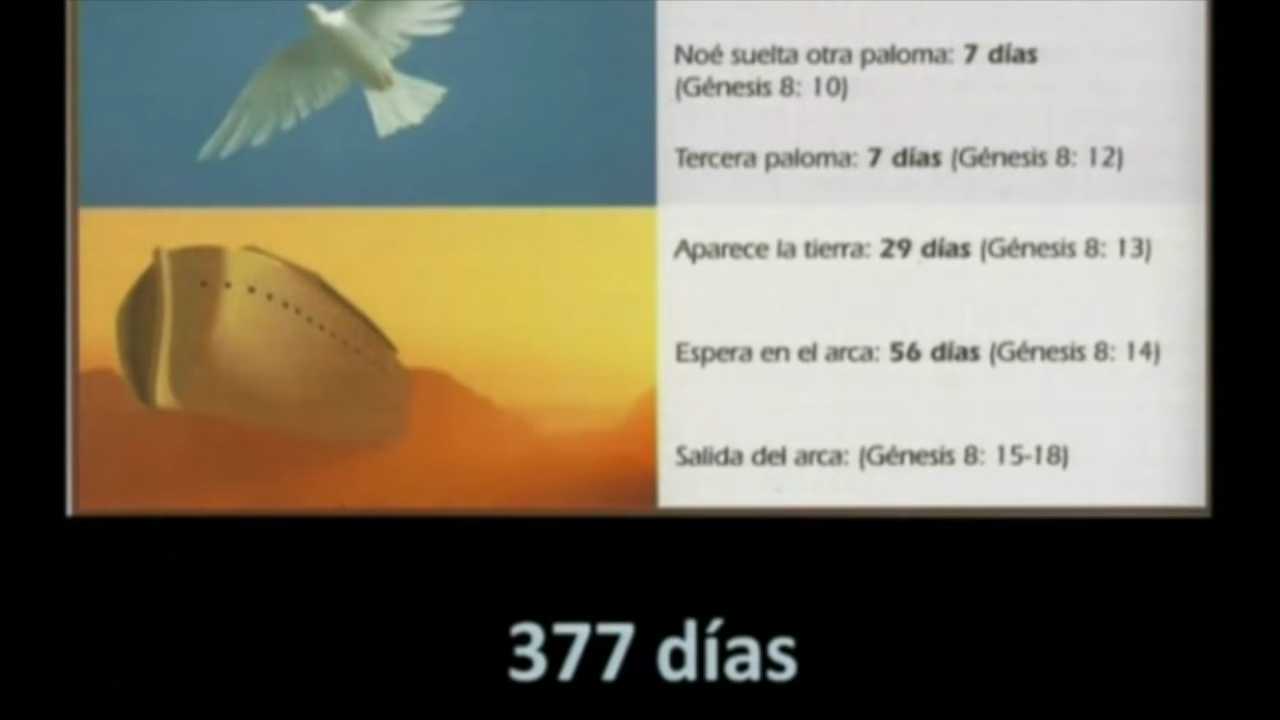 Noé suelta otra paloma: 7 días
(Génesis 8: 10)
Tercera paloma: 7 días (Génesis 8: 12)
Aparece la tierra: 29 días (Génesis 8: 13)
Espera en el arca: 56 días (Génesis 8: 14)
Salida del arca: (Génesis 8: 15-18)
377 días